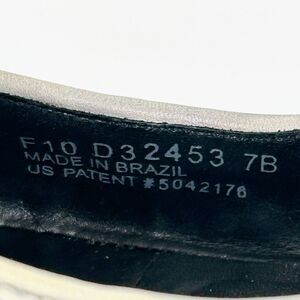 F10 D32453 7B
MADE IN BRAZIL
US PATENT #5042176